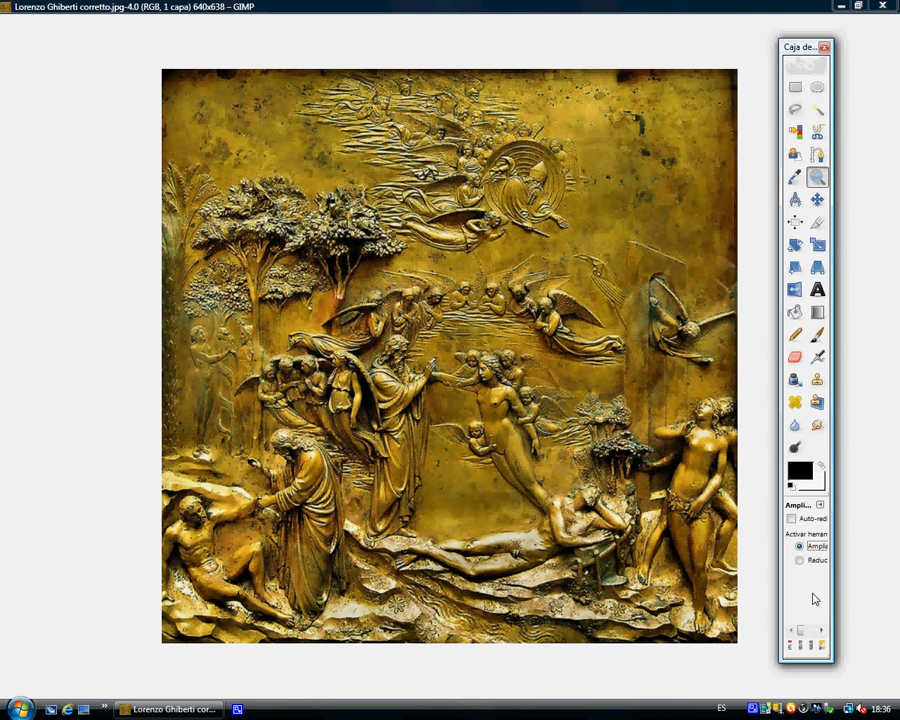 Lorenzo Ghiberti corretto.jpg-4.0 (RGB, 1 capa) 640x638 – GIMP
Caja de...
Ampli...
Auto-redi
Activar herram
Amplia
Reduc
Lorenzo Ghiberti cor...
ES
18:36